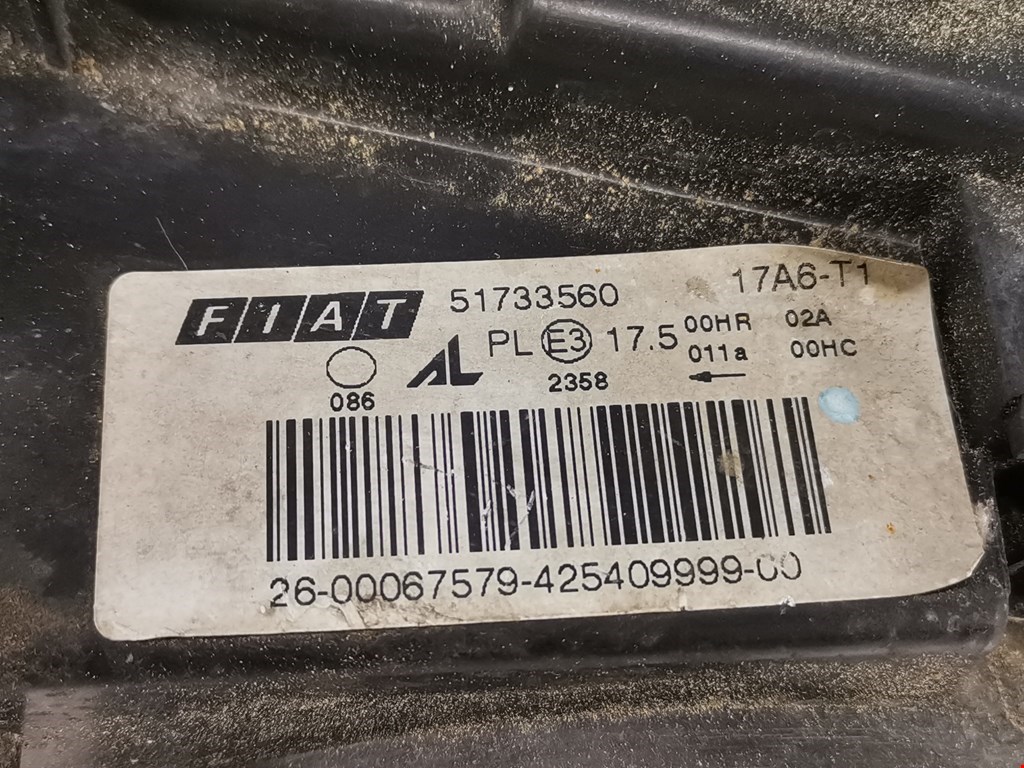 FIAT 51733560 17A6-T1
AL PL E3 17.5 00HR 02A
011a 00HC
086 2358
26-00067579-425409999-00